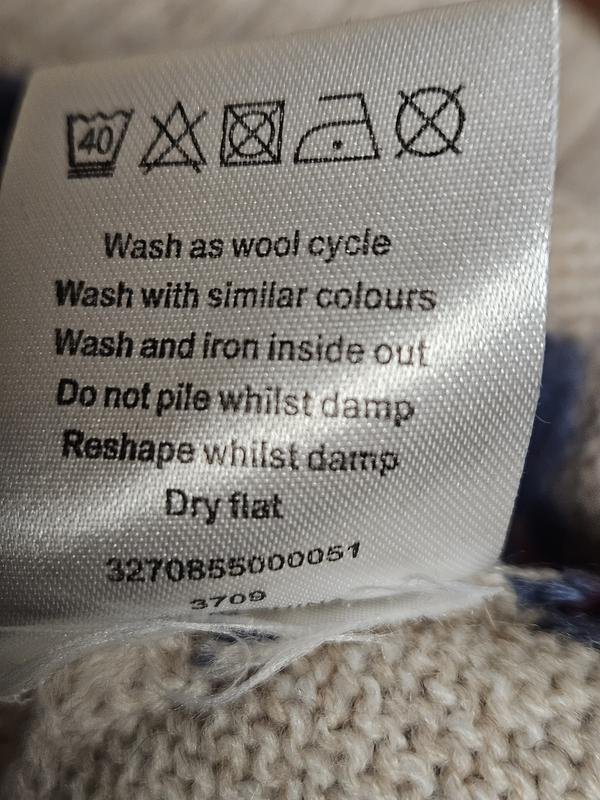 40
Wash as wool cycle
Wash with similar colours
Wash and iron inside out
Do not pile whilst damp
Reshape whilst damp
Dry flat
3270855000051
3709